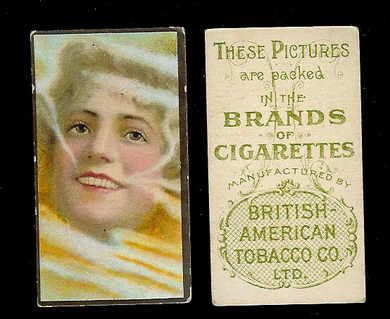 THESE PICTURES
are packed
IN THE
BRANDS
OF
CIGARETTES
MANUFACTURED BY
BRITISH-
AMERICAN
TOBACCO CO.
LTD.